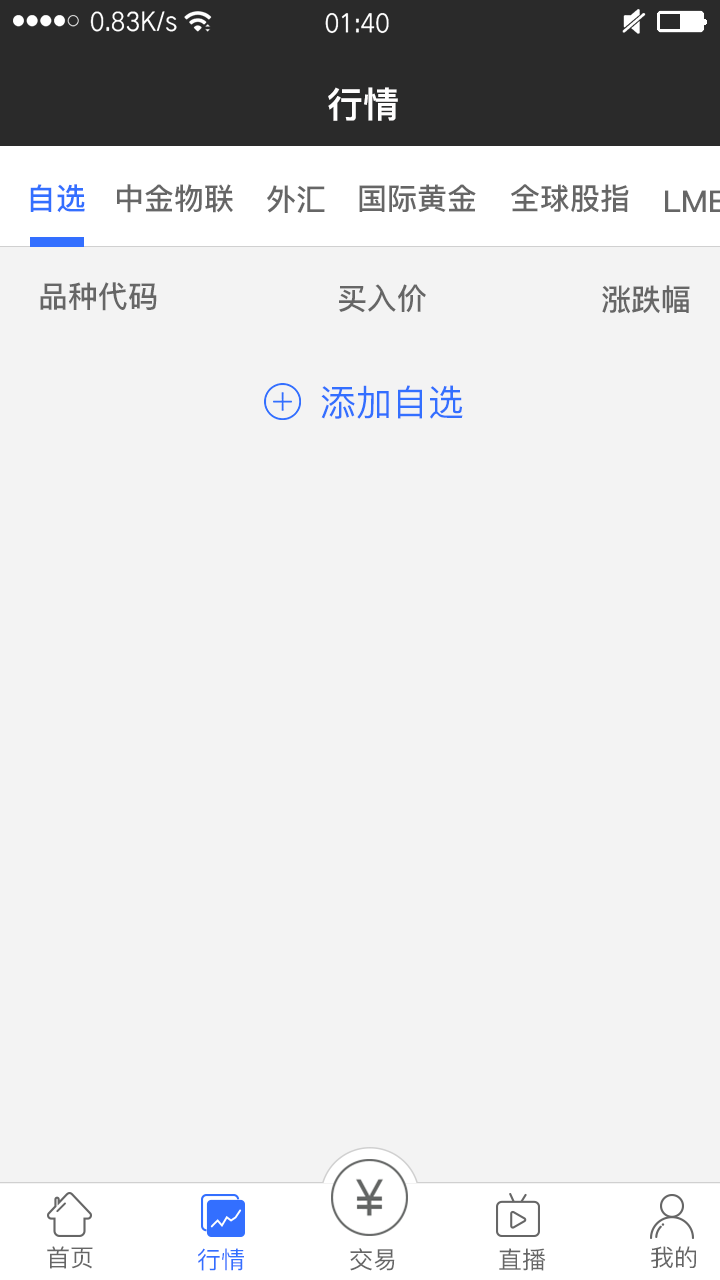 0.83K/s 01:40
行情
自选 中金物联 外汇 国际黄金 全球股指 LME
品种代码 买入价 涨跌幅
添加自选
¥
首页 行情 交易 直播 我的